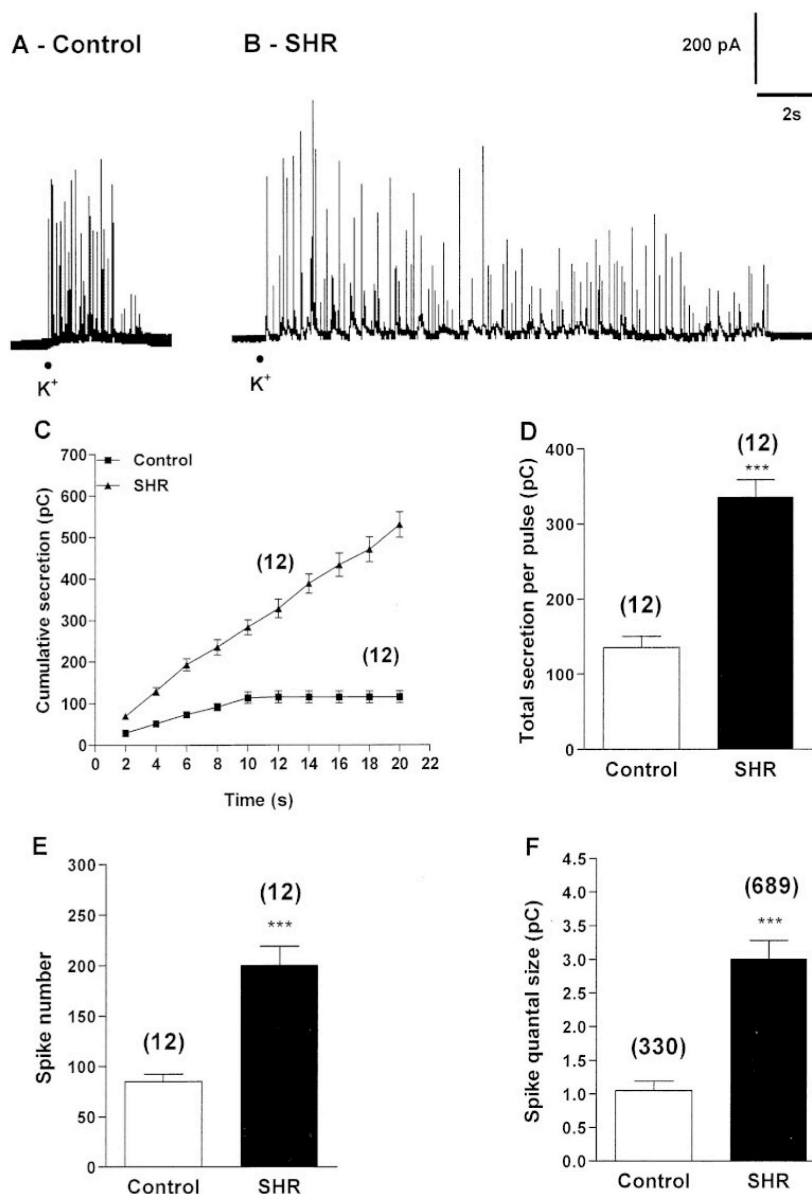 A - Control
B - SHR
200 pA
2s
K+
K+
C
Control
SHR
Cumulative secretion (pC)
700
600
500
400
300
200
100
0
(12)
(12)
0 2 4 6 8 10 12 14 16 18 20 22
Time (s)
D
Total secretion per pulse (pC)
400
300
200
100
0
(12)
(12)
***
Control SHR
E
Spike number
300
250
200
150
100
50
0
(12)
(12)
***
Control SHR
F
Spike quantal size (pC)
4.5
4.0
3.5
3.0
2.5
2.0
1.5
1.0
0.5
0.0
(330)
(689)
***
Control SHR